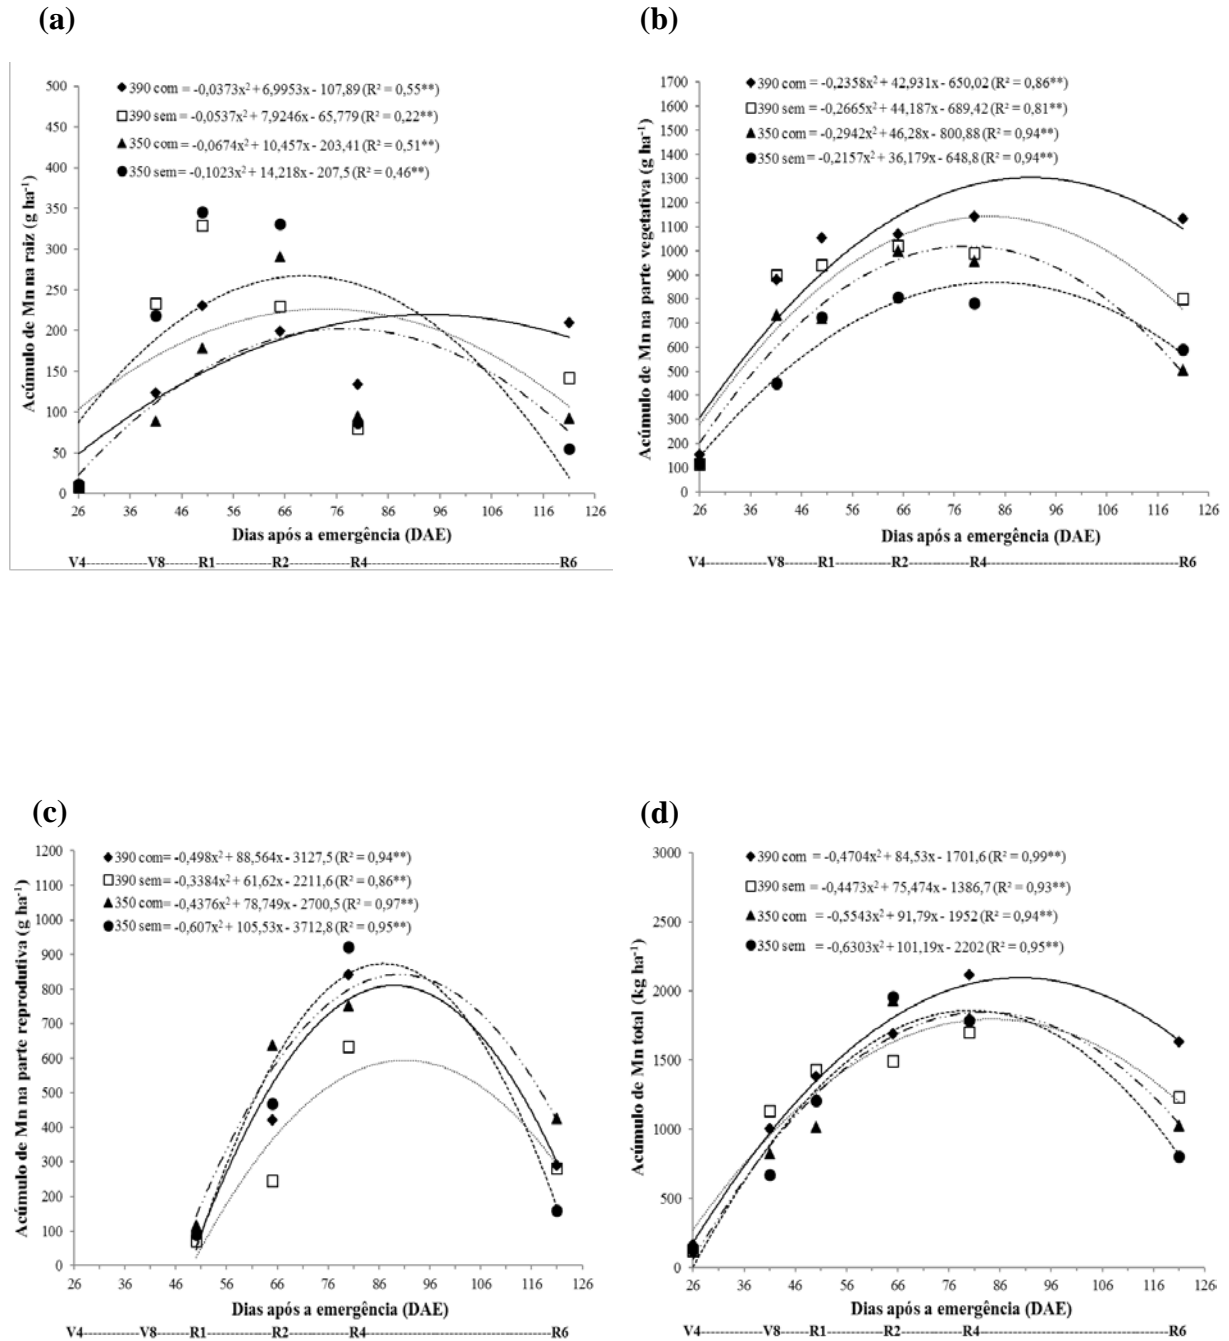 (a)
500
450
400
350
300
250
200
150
100
50
0
Acúmulo de Mn na raiz (g ha⁻¹)
390 com = -0,0373x² + 6,9953x - 107,89 (R² = 0,55**)
390 sem = -0,0537x² + 7,9246x - 65,779 (R² = 0,22**)
350 com = -0,0674x² + 10,457x - 203,41 (R² = 0,51**)
350 sem= -0,1023x² + 14,218x - 207,5 (R² = 0,46**)
26 36 46 56 66 76 86 96 106 116 126
Dias após a emergência (DAE)
V4----------------V8--------R1--------------R2---------------R4------------------------------------------R6
(b)
1700
1600
1500
1400
1300
1200
1100
1000
900
800
700
600
500
400
300
200
100
0
Acúmulo de Mn na parte vegetativa (g ha⁻¹)
390 com = -0,2358x² + 42,931x - 650,02 (R² = 0,86**)
390 sem = -0,2665x² + 44,187x - 689,42 (R² = 0,81**)
350 com = -0,2942x² + 46,28x - 800,88 (R² = 0,94**)
350 sem = -0,2157x² + 36,179x - 648,8 (R² = 0,94**)
26 36 46 56 66 76 86 96 106 116 126
Dias após a emergência (DAE)
V4----------------V8--------R1--------------R2---------------R4------------------------------------------R6
(c)
1200
1100
1000
900
800
700
600
500
400
300
200
100
0
Acúmulo de Mn na parte reprodutiva (g ha⁻¹)
390 com= -0,498x² + 88,564x - 3127,5 (R² = 0,94**)
390 sem= -0,3384x² + 61,62x - 2211,6 (R² = 0,86**)
350 com= -0,4376x² + 78,749x - 2700,5 (R² = 0,97**)
350 sem= -0,607x² + 105,53x - 3712,8 (R² = 0,95**)
26 36 46 56 66 76 86 96 106 116 126
Dias após a emergência (DAE)
V4----------------V8--------R1--------------R2---------------R4------------------------------------------R6
(d)
3000
2500
2000
1500
1000
500
0
Acúmulo de Mn total (kg ha⁻¹)
390 com = -0,4704x² + 84,53x - 1701,6 (R² = 0,99**)
390 sem = -0,4473x² + 75,474x - 1386,7 (R² = 0,93**)
350 com = -0,5543x² + 91,79x - 1952 (R² = 0,94**)
350 sem = -0,6303x² + 101,19x - 2202 (R² = 0,95**)
26 36 46 56 66 76 86 96 106 116 126
Dias após a emergência (DAE)
V4----------------V8--------R1--------------R2---------------R4------------------------------------------R6